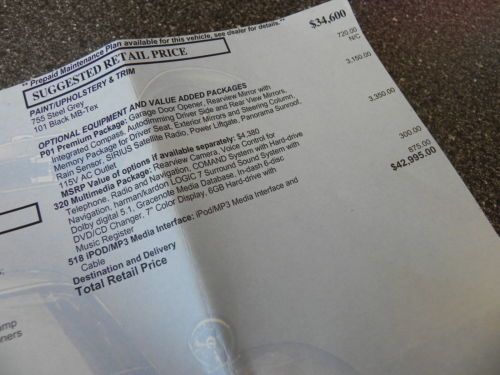 ** Prepaid Maintenance Plan available for this vehicle, see dealer for details.**
SUGGESTED RETAIL PRICE $34,600
PAINT/UPHOLSTERY & TRIM
755 Steel Grey 720.00
101 Black MB-Tex N/C
OPTIONAL EQUIPMENT AND VALUE ADDED PACKAGES
P01 Premium Package: Garage Door Opener, Rearview Mirror with 3,150.00
Integrated Compass, Autodimming Driver Side and Rear View Mirrors,
Memory Package for Driver Seat, Exterior Mirrors and Steering Column,
Rain Sensor, SIRIUS Satellite Radio, Power Liftgate, Panorama Sunroof,
115V AC Outlet
MSRP Value of options if available separately: $4,380
320 Multimedia Package: Rearview Camera, Voice Control for 3,350.00
Telephone, Radio and Navigation, COMAND System with Hard-drive
Navigation, harman/kardon LOGIC 7 Surround Sound System with
Dolby digital 5.1, Gracenote Media Database, In-dash 6-disc
DVD/CD Changer, 7" Color Display, 6GB Hard-drive with
Music Register
518 iPOD/MP3 Media Interface: iPod/MP3 Media Interface and 300.00
Cable
Destination and Delivery 875.00
Total Retail Price $42,995.00
amp
ners